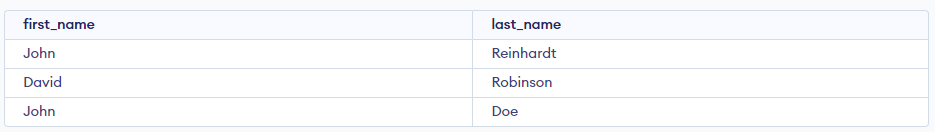 first_name last_name
John Reinhardt
David Robinson
John Doe